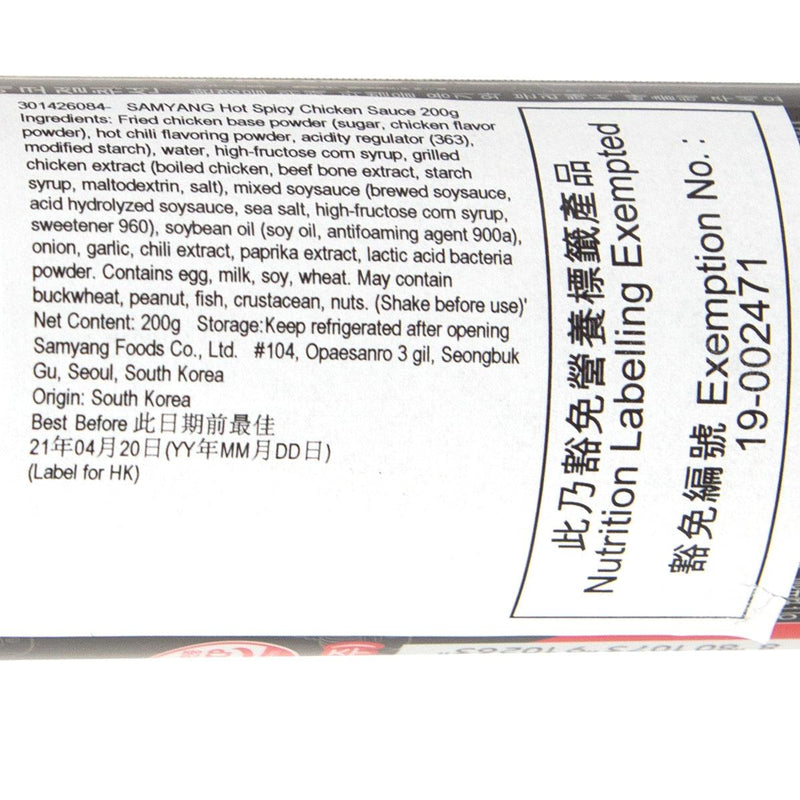 301426084- SAMYANG Hot Spicy Chicken Sauce 200g
Ingredients: Fried chicken base powder (sugar, chicken flavor
powder), hot chili flavoring powder, acidity regulator (363),
modified starch), water, high-fructose corn syrup, grilled
chicken extract (boiled chicken, beef bone extract, starch
syrup, maltodextrin, salt), mixed soysauce (brewed soysauce,
acid hydrolyzed soysauce, sea salt, high-fructose corn syrup,
sweetener 960), soybean oil (soy oil, antifoaming agent 900a),
onion, garlic, chili extract, paprika extract, lactic acid bacteria
powder. Contains egg, milk, soy, wheat. May contain
buckwheat, peanut, fish, crustacean, nuts. (Shake before use)'
Net Content: 200g Storage:Keep refrigerated after opening
Samyang Foods Co., Ltd. #104, Opaesanro 3 gil, Seongbuk
Gu, Seoul, South Korea
Origin: South Korea
Best Before 此日期前最佳
21年04月20日(YY年MM月DD日)
(Label for HK)
此乃豁免營養標籤產品
Nutrition Labelling Exempted
豁免編號 Exemption No.:
19-002471